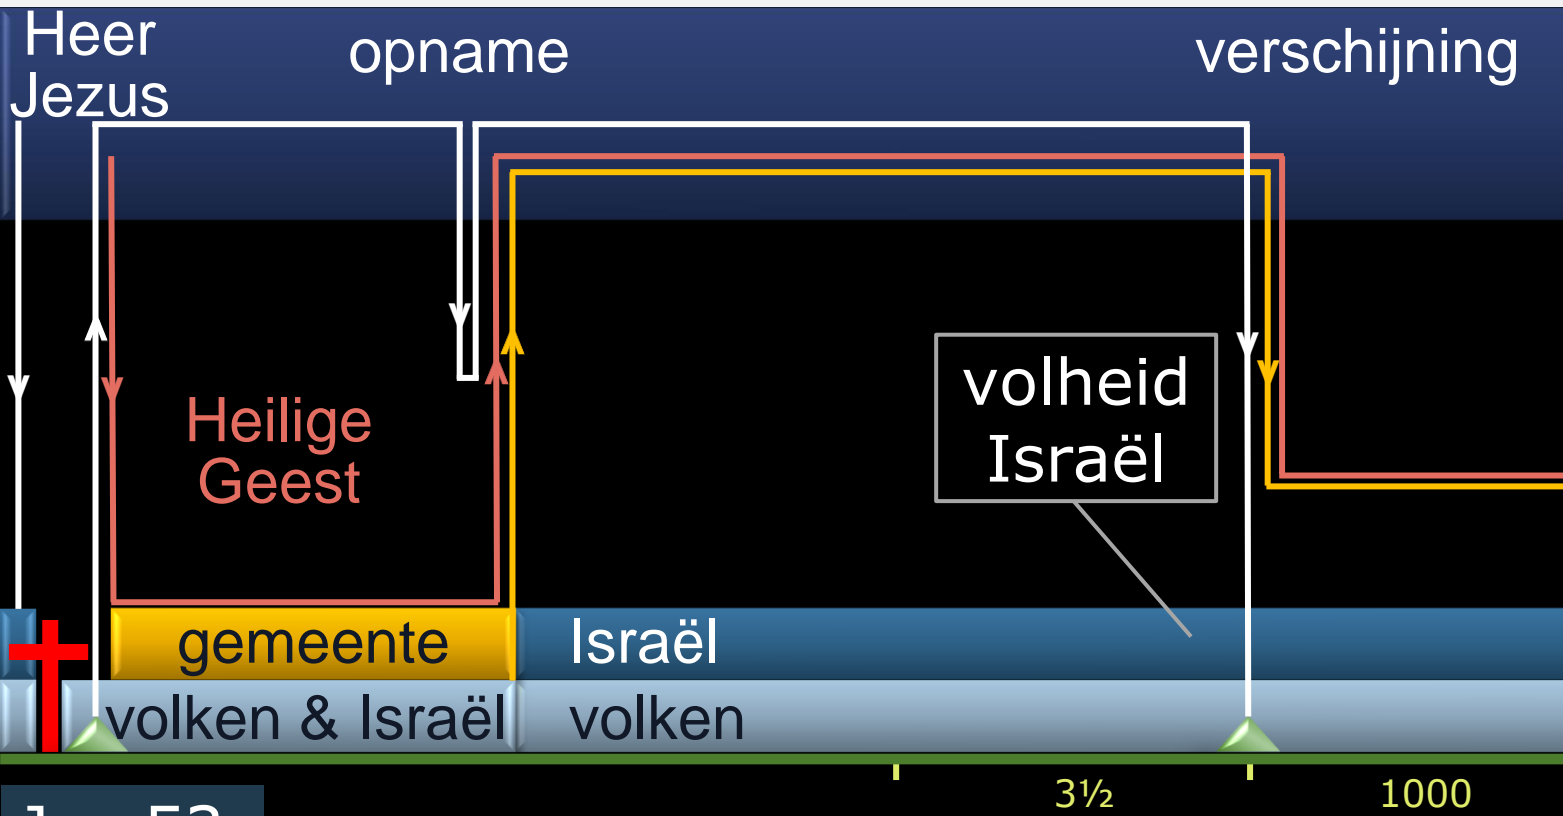 Heer
Jezus
opname
verschijning
Heilige
Geest
volheid
Israël
gemeente
Israël
volken & Israël
volken
3½
1000